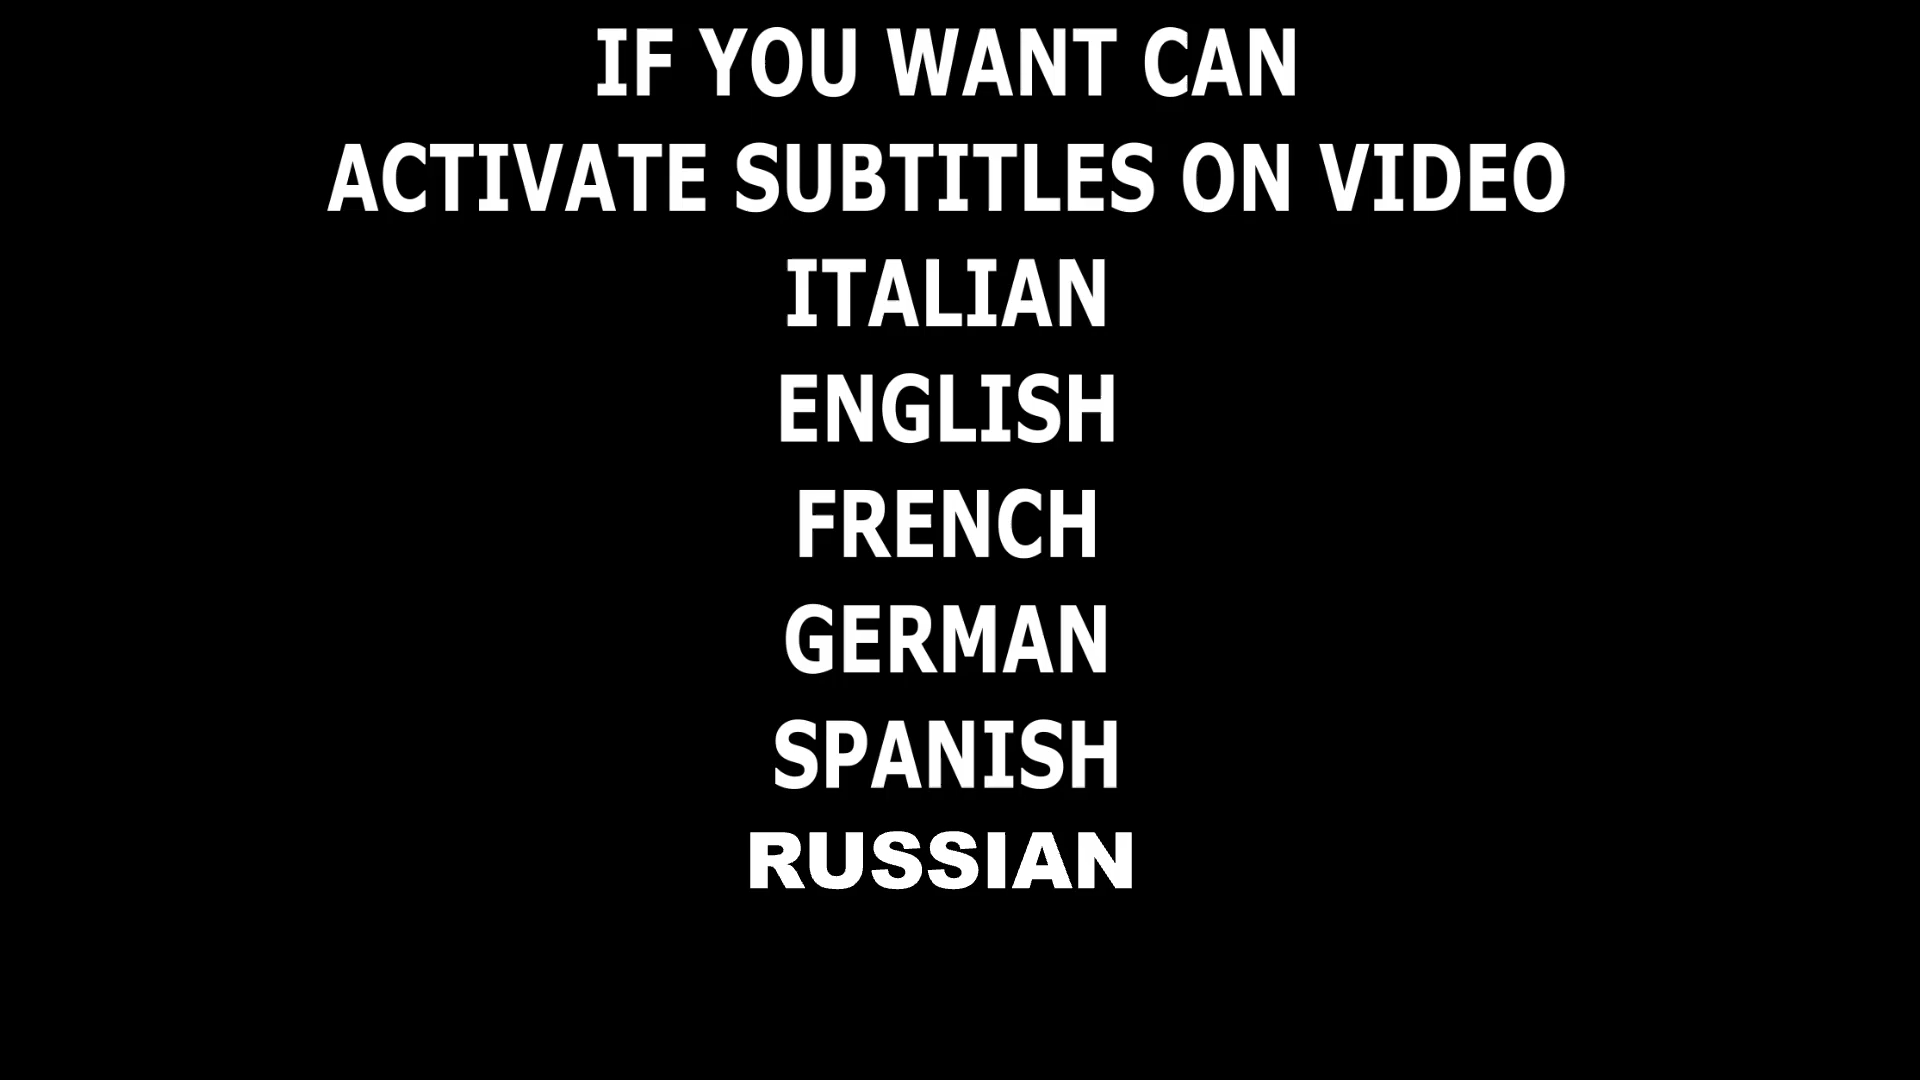 IF YOU WANT CAN
ACTIVATE SUBTITLES ON VIDEO
ITALIAN
ENGLISH
FRENCH
GERMAN
SPANISH
RUSSIAN